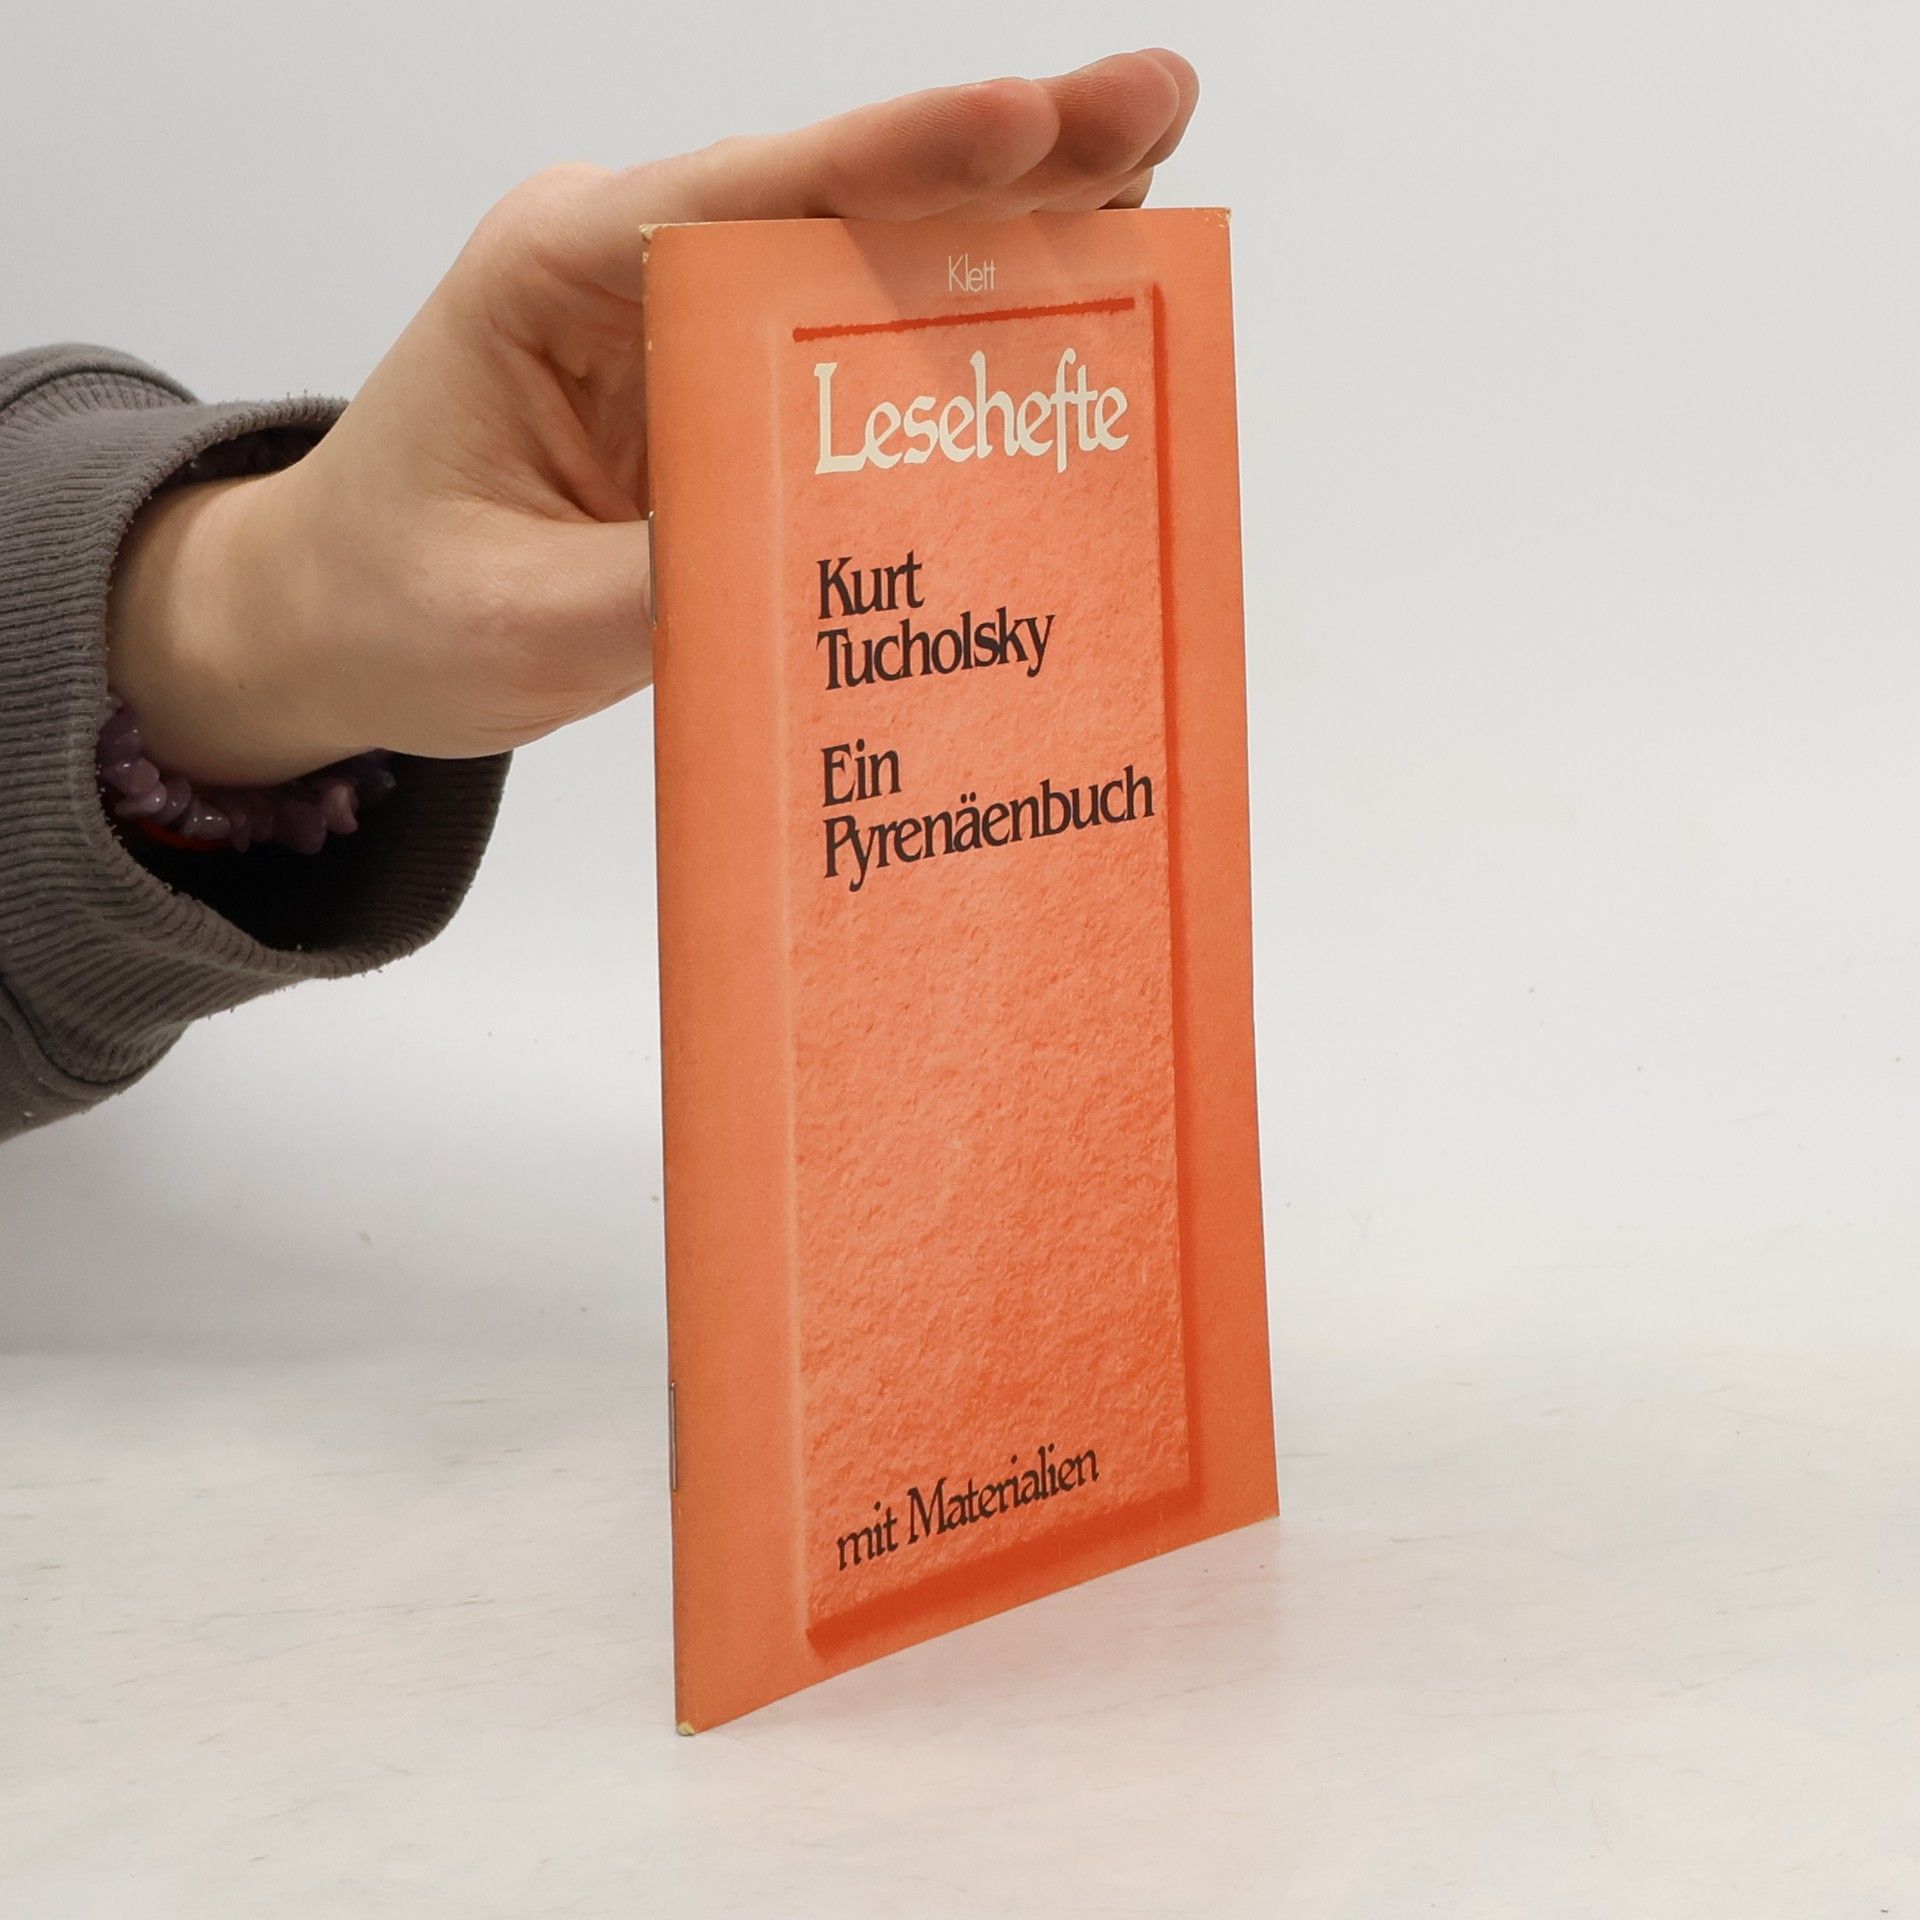 Klett
Lesehefte
Kurt
Tucholsky
Ein
Pyrenäenbuch
mit Materialien